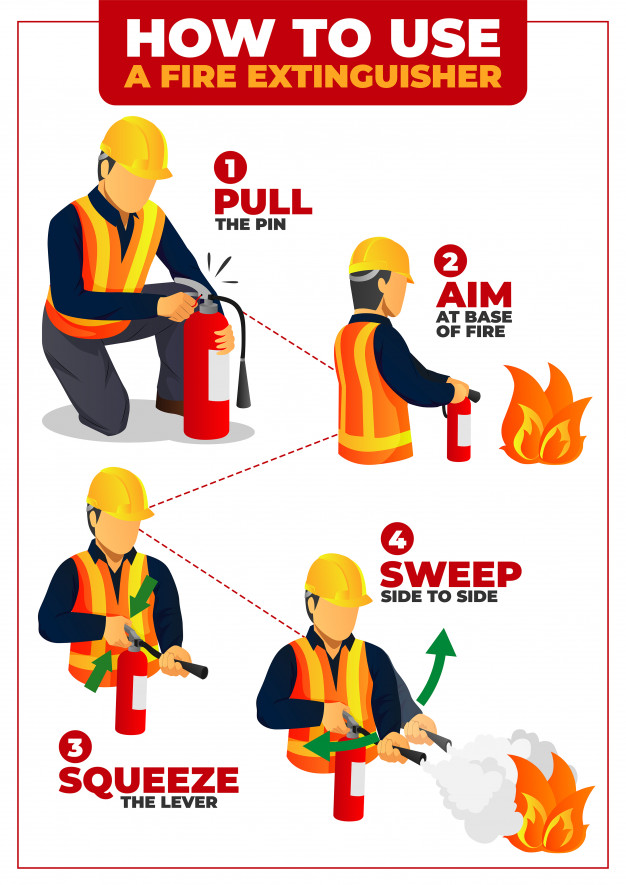 HOW TO USE
A FIRE EXTINGUISHER
1
PULL
THE PIN
2
AIM
AT BASE
OF FIRE
3
SQUEEZE
THE LEVER
4
SWEEP
SIDE TO SIDE